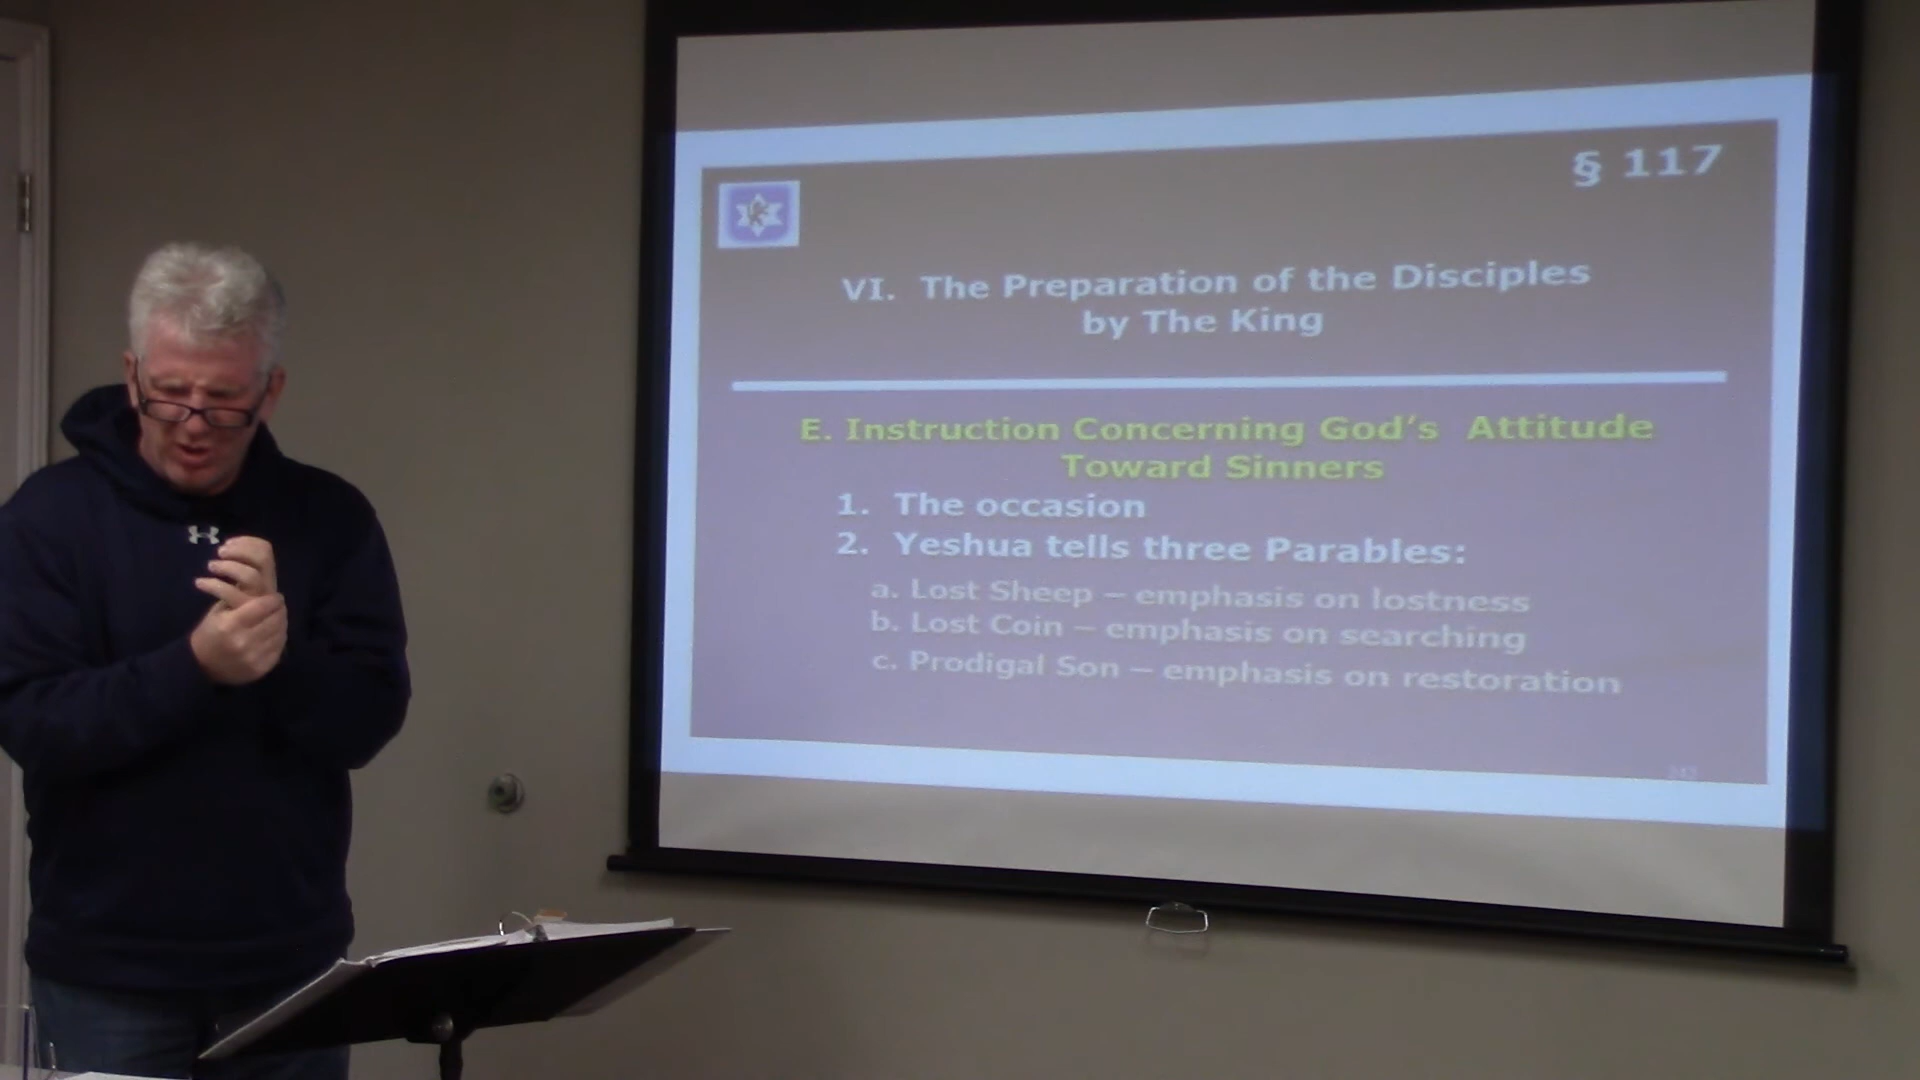 § 117
VI. The Preparation of the Disciples
by The King
E. Instruction Concerning God's Attitude
Toward Sinners
1. The occasion
2. Yeshua tells three Parables:
a. Lost Sheep – emphasis on lostness
b. Lost Coin – emphasis on searching
c. Prodigal Son – emphasis on restoration